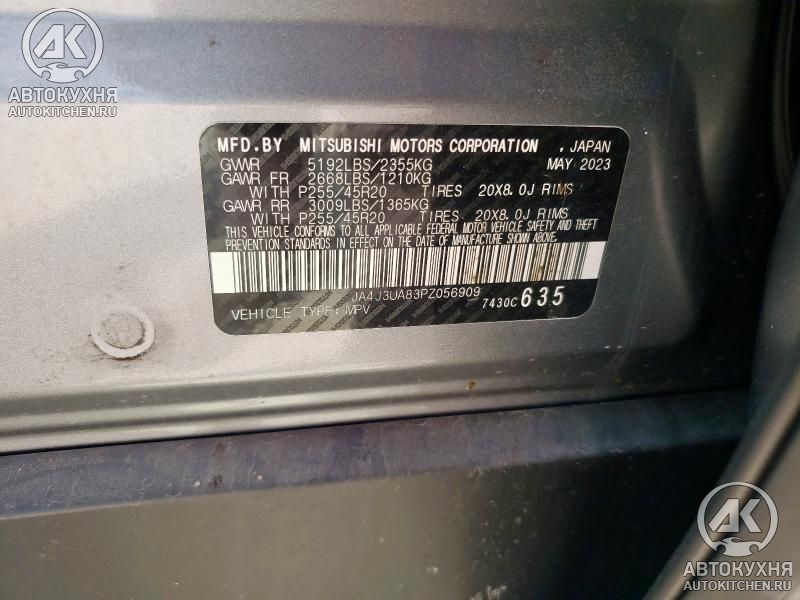 AK
АВТОКУХНЯ
AUTOKITCHEN.RU
MFD.BY MITSUBISHI MOTORS CORPORATION , JAPAN
GVWR 5192LBS/2355KG MAY 2023
GAWR FR 2668LBS/1210KG
WITH P255/45R20 TIRES 20X8.0J RIMS
GAWR RR 3009LBS/1365KG
WITH P255/45R20 TIRES 20X8.0J RIMS
THIS VEHICLE CONFORMS TO ALL APPLICABLE FEDERAL MOTOR VEHICLE SAFETY AND THEFT
PREVENTION STANDARDS IN EFFECT ON THE DATE OF MANUFACTURE SHOWN ABOVE.
JA4J3UA83PZ056909
VEHICLE TYPE: MPV 7430C 635
AK
АВТОКУХНЯ
AUTOKITCHEN.RU